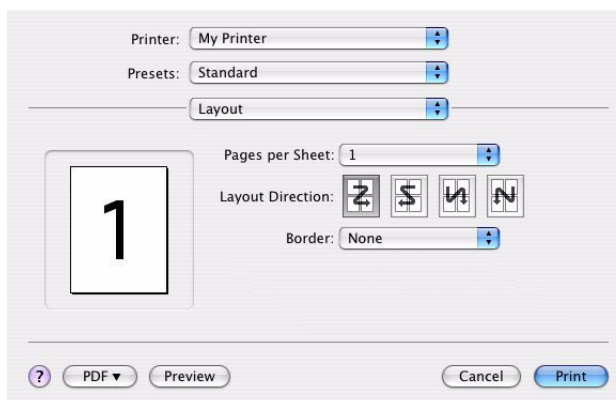 Printer: My Printer
Presets: Standard
Layout
Pages per Sheet: 1
Layout Direction:
Border: None
1
? PDF▼ Preview Cancel Print